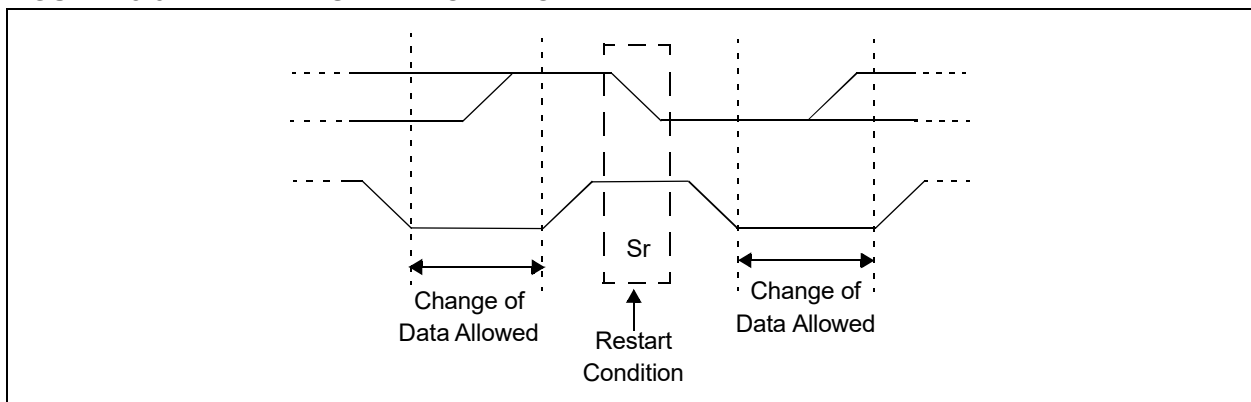 Sr
Change of
Data Allowed
Restart
Condition
Change of
Data Allowed